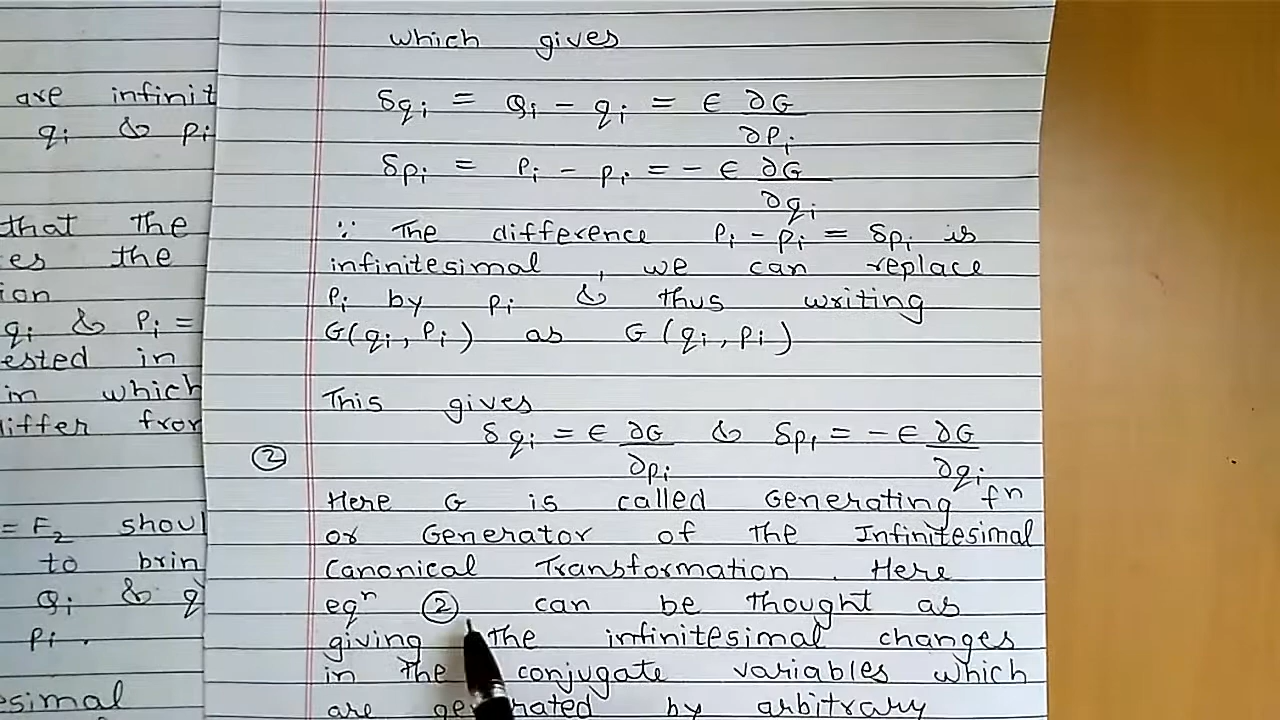 are infinit
qi & pi
that the
es the
ion
qi & Pi =
ested in
in which
differ from
= F₂ shoul
to brin
Qi & q
pi.
esimal
which gives
δqi = Qi - qi = ϵ ∂G/∂Pi
δpi = Pi - pi = - ϵ ∂G/∂qi
∵ The difference Pi - pi = δpi is
infinitesimal, we can replace
Pi by pi & thus writing
G(qi, Pi) as G(qi, pi)
This gives
② δqi = ϵ ∂G/∂pi & δpi = - ϵ ∂G/∂qi
Here G is called Generating fⁿ
or Generator of the Infinitesimal
Canonical Transformation. Here
eqⁿ ② can be thought as
giving the infinitesimal changes
in the conjugate variables which
are generated by arbitrary